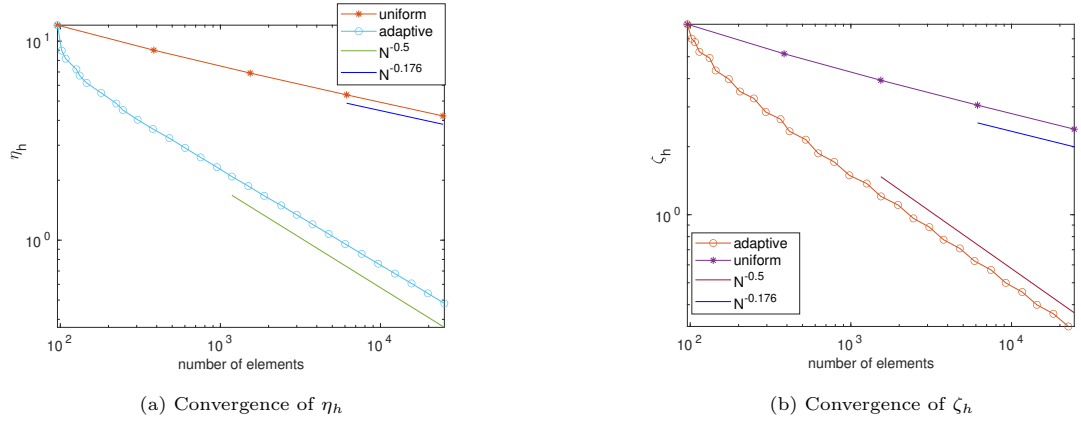 10^1
10^0
η_h
10^2
10^3
10^4
number of elements
uniform
adaptive
N^-0.5
N^-0.176
(a) Convergence of η_h
10^0
ζ_h
10^2
10^3
10^4
number of elements
adaptive
uniform
N^-0.5
N^-0.176
(b) Convergence of ζ_h